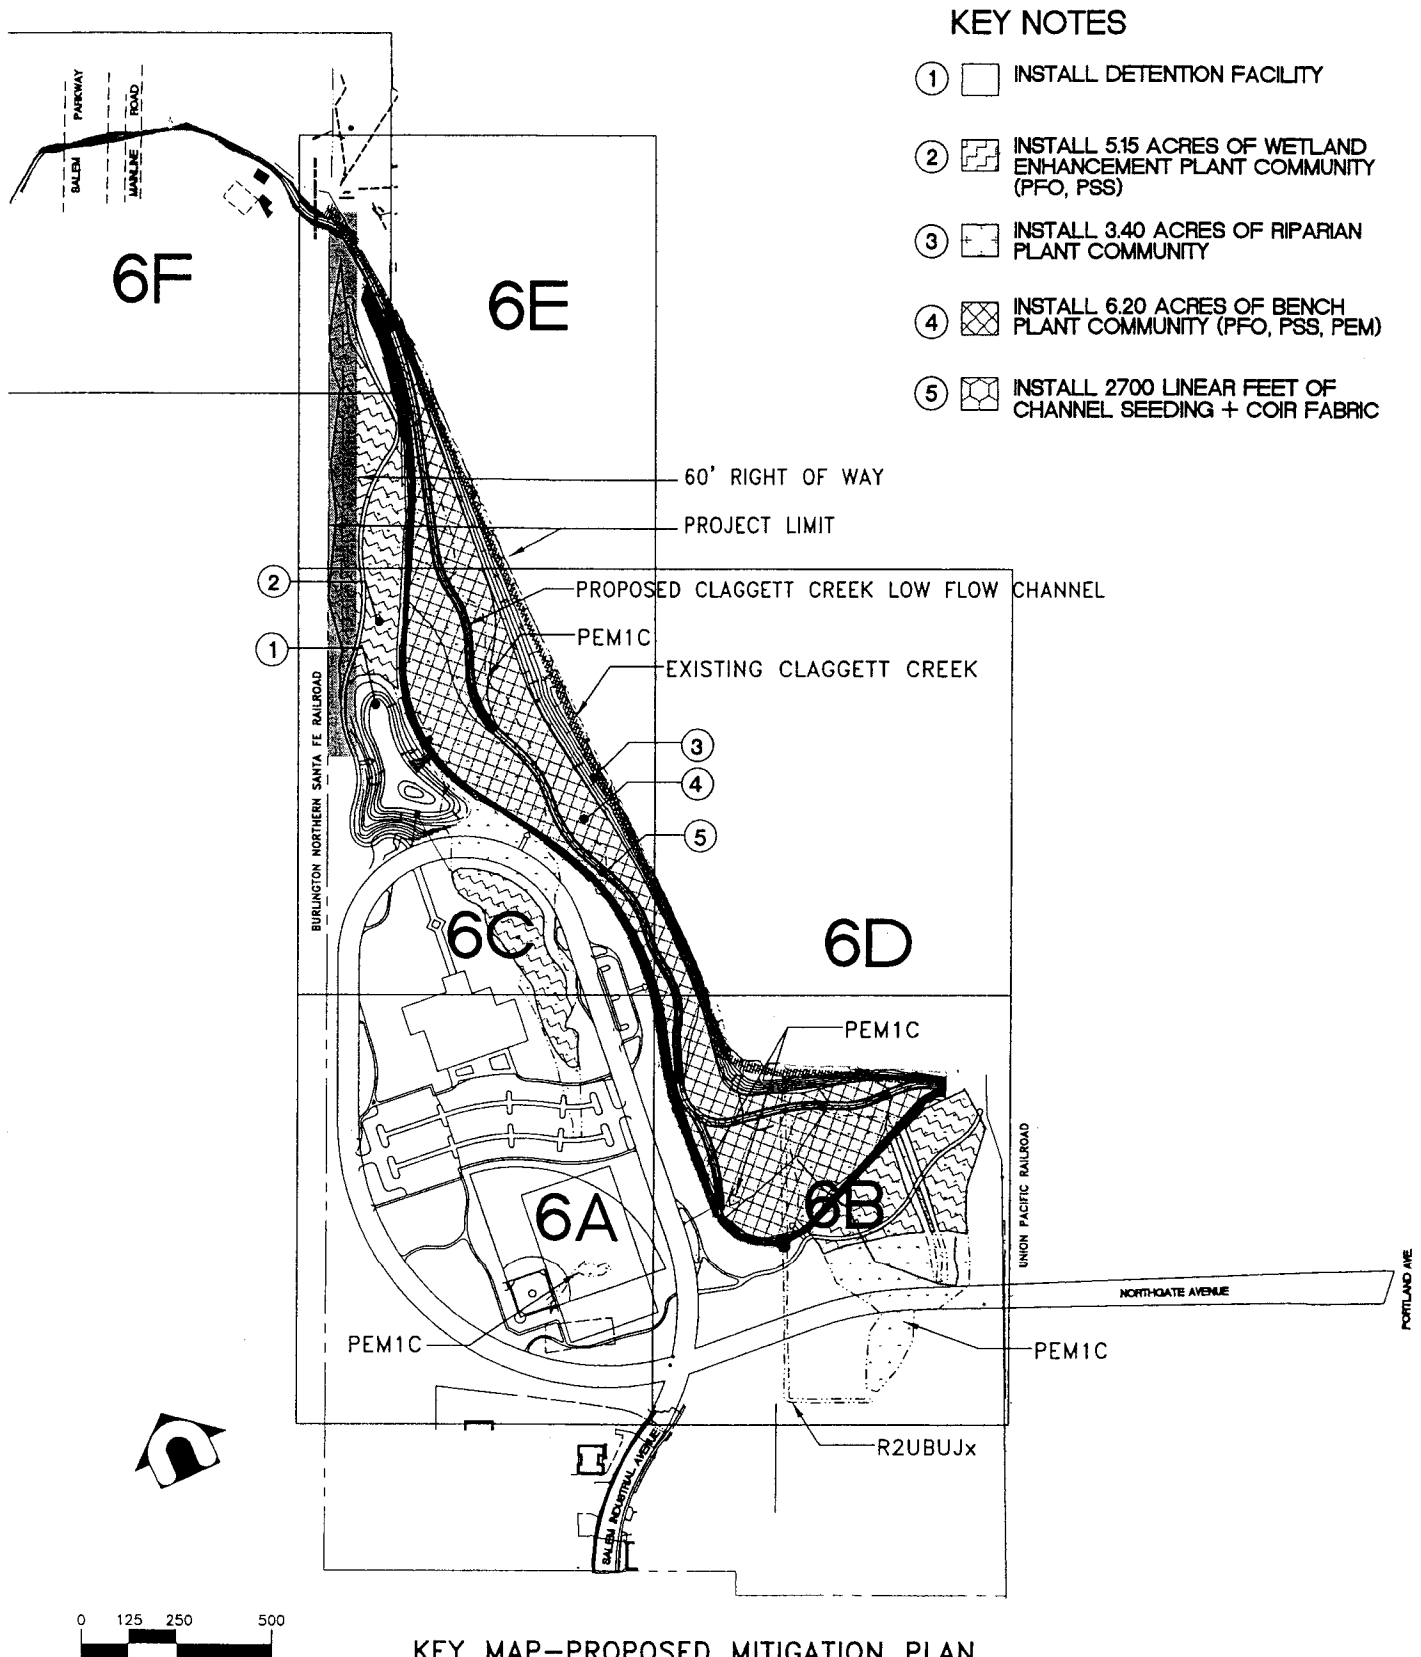 KEY NOTES
1 INSTALL DETENTION FACILITY
2 INSTALL 5.15 ACRES OF WETLAND
ENHANCEMENT PLANT COMMUNITY
(PFO, PSS)
3 INSTALL 3.40 ACRES OF RIPARIAN
PLANT COMMUNITY
4 INSTALL 6.20 ACRES OF BENCH
PLANT COMMUNITY (PFO, PSS, PEM)
5 INSTALL 2700 LINEAR FEET OF
CHANNEL SEEDING + COIR FABRIC
SALEM PARKWAY
MAINLINE ROAD
6F
6E
60' RIGHT OF WAY
PROJECT LIMIT
2
PROPOSED CLAGGETT CREEK LOW FLOW CHANNEL
PEM1C
1
EXISTING CLAGGETT CREEK
BURLINGTON NORTHERN SANTA FE RAILROAD
3
4
5
6C
6D
PEM1C
UNION PACIFIC RAILROAD
6A
6B
NORTHGATE AVENUE
PORTLAND AVE.
PEM1C
PEM1C
R2UBUJx
SALEM INDUSTRIAL AVENUE
0 125 250 500
KEY MAP–PROPOSED MITIGATION PLAN